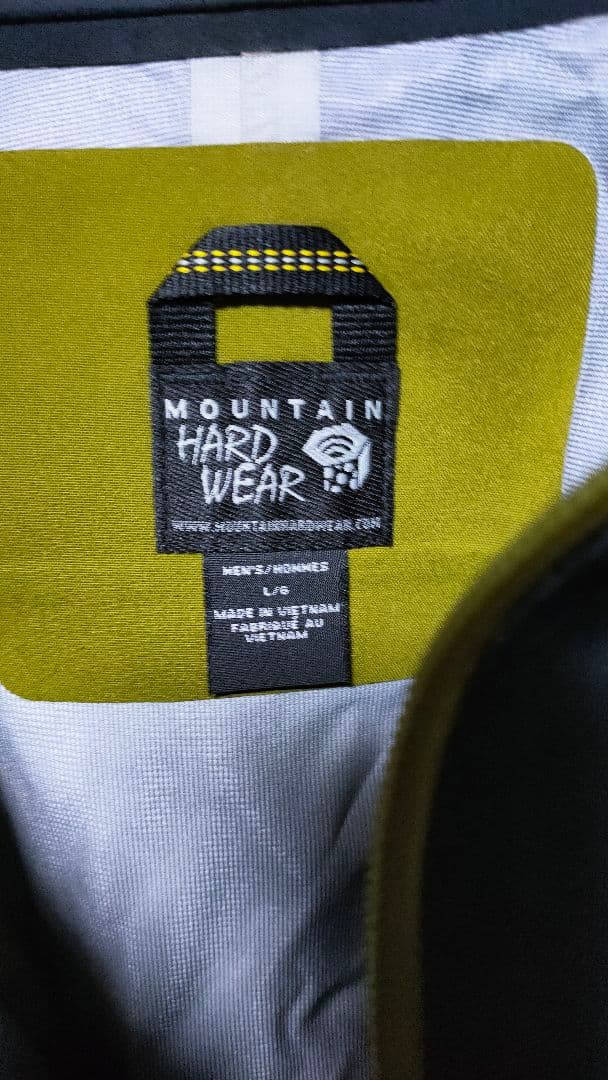 MOUNTAIN
HARD
WEAR
WWW.MOUNTAINHARDWEAR.COM
MEN'S/HOMMES
L/G
MADE IN VIETNAM
FABRIQUÉ AU
VIETNAM